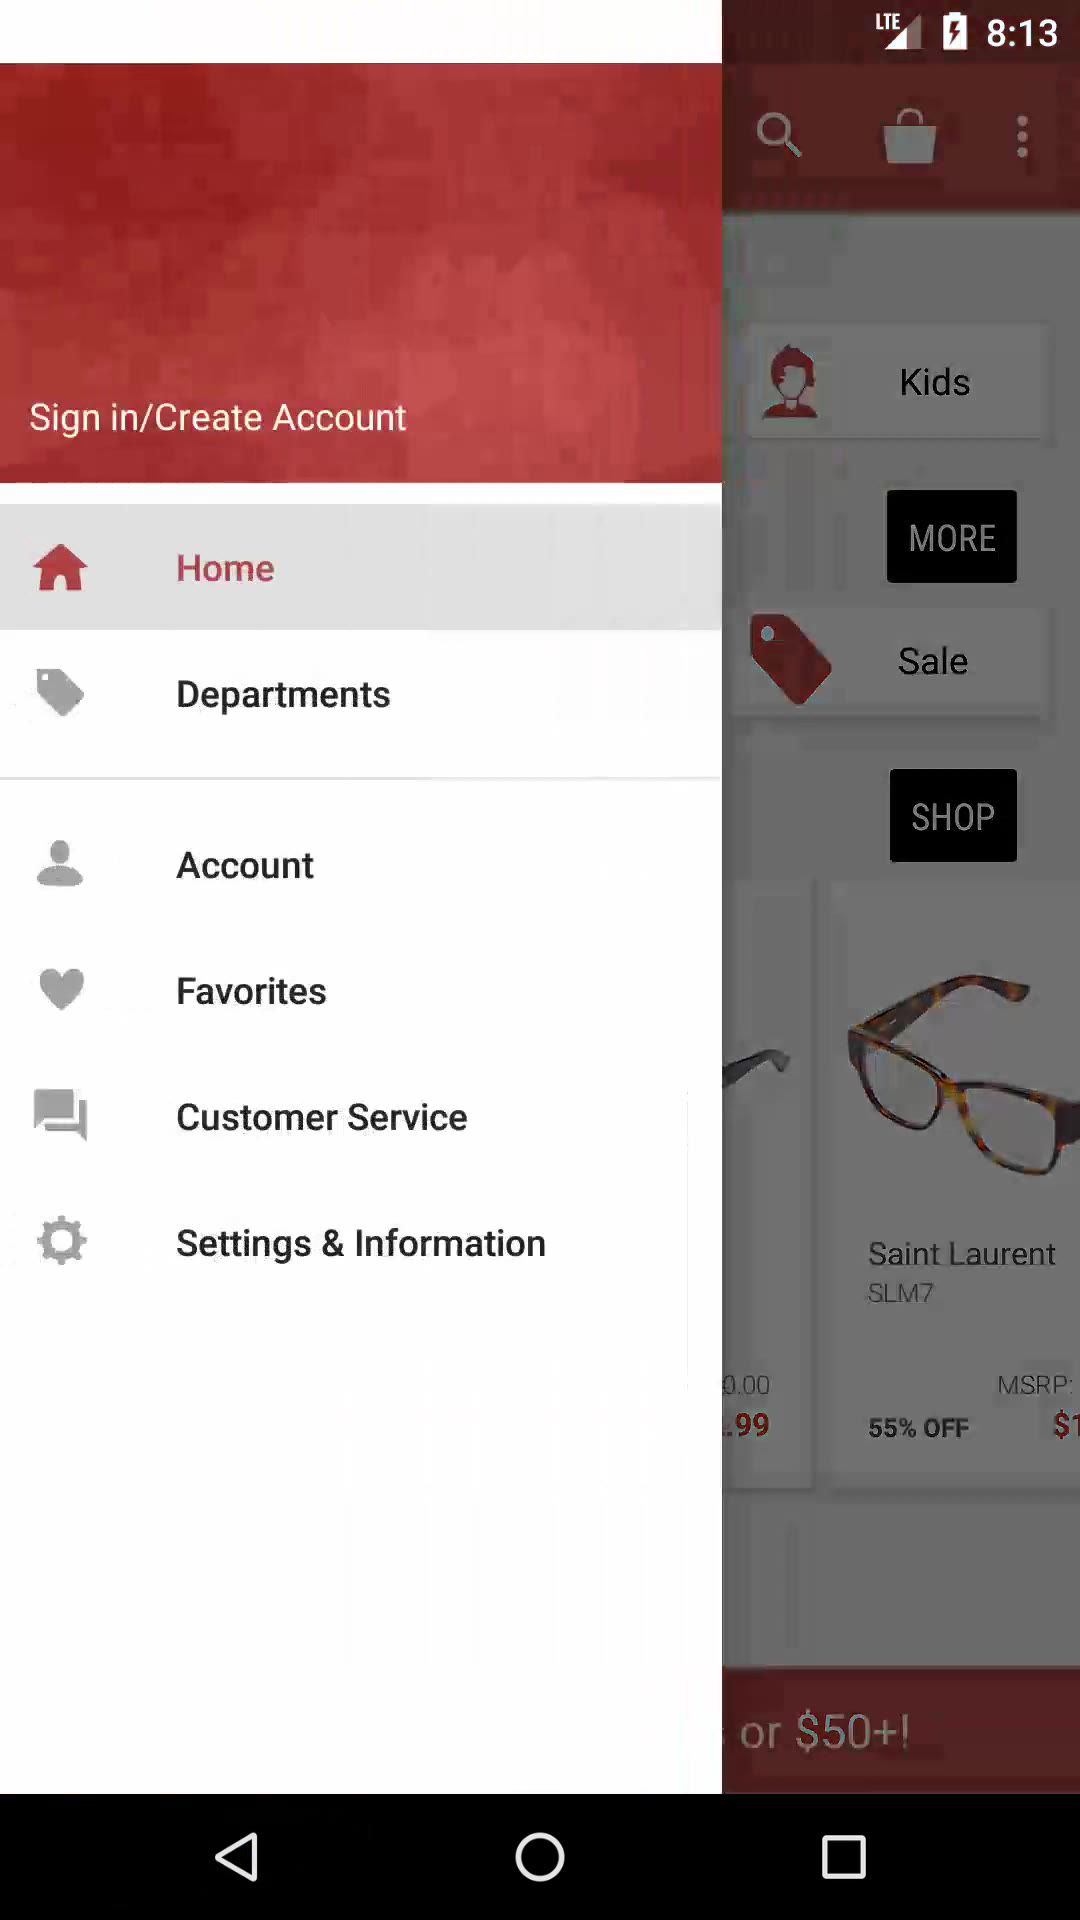 LTE 8:13
Sign in/Create Account
Kids
Home
MORE
Departments
Sale
SHOP
Account
Favorites
Customer Service
Settings & Information
Saint Laurent
SLM7
0.00
MSRP:
.99
55% OFF
$1
or $50+!